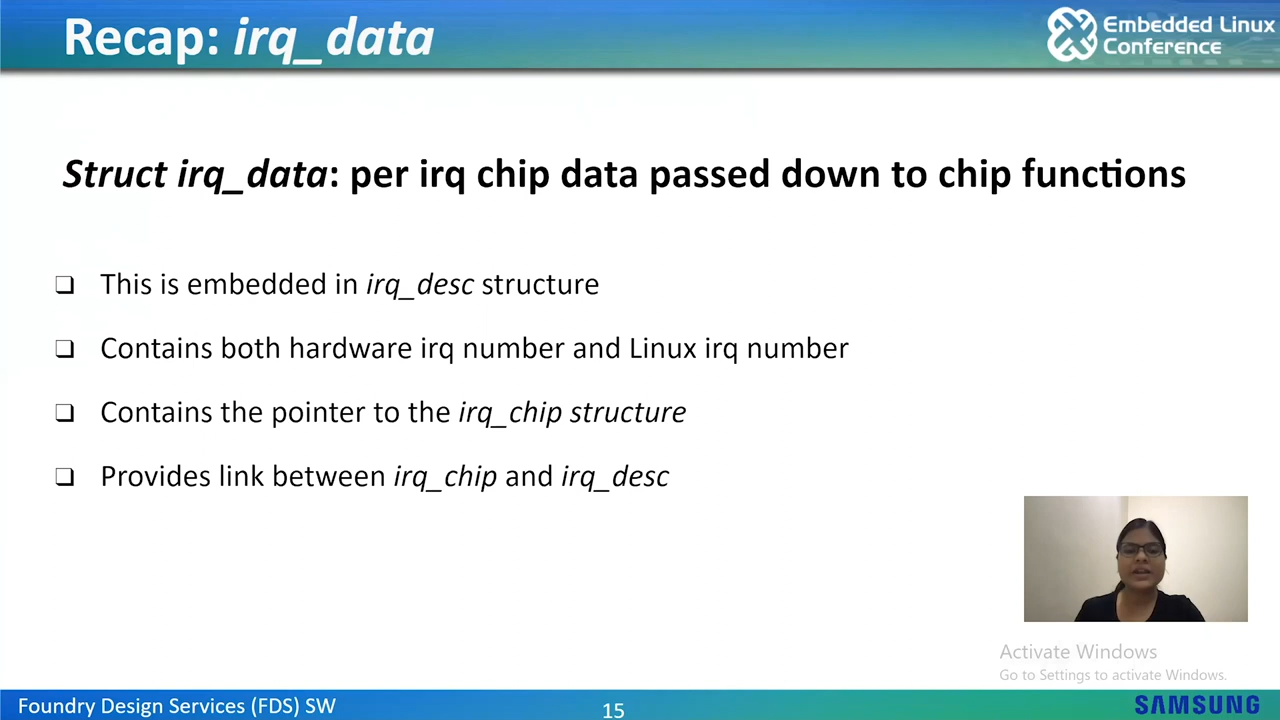 Recap: irq_data
Embedded Linux
Conference
Struct irq_data: per irq chip data passed down to chip functions
❑ This is embedded in irq_desc structure
❑ Contains both hardware irq number and Linux irq number
❑ Contains the pointer to the irq_chip structure
❑ Provides link between irq_chip and irq_desc
Activate Windows
Go to Settings to activate Windows.
Foundry Design Services (FDS) SW
15
SAMSUNG